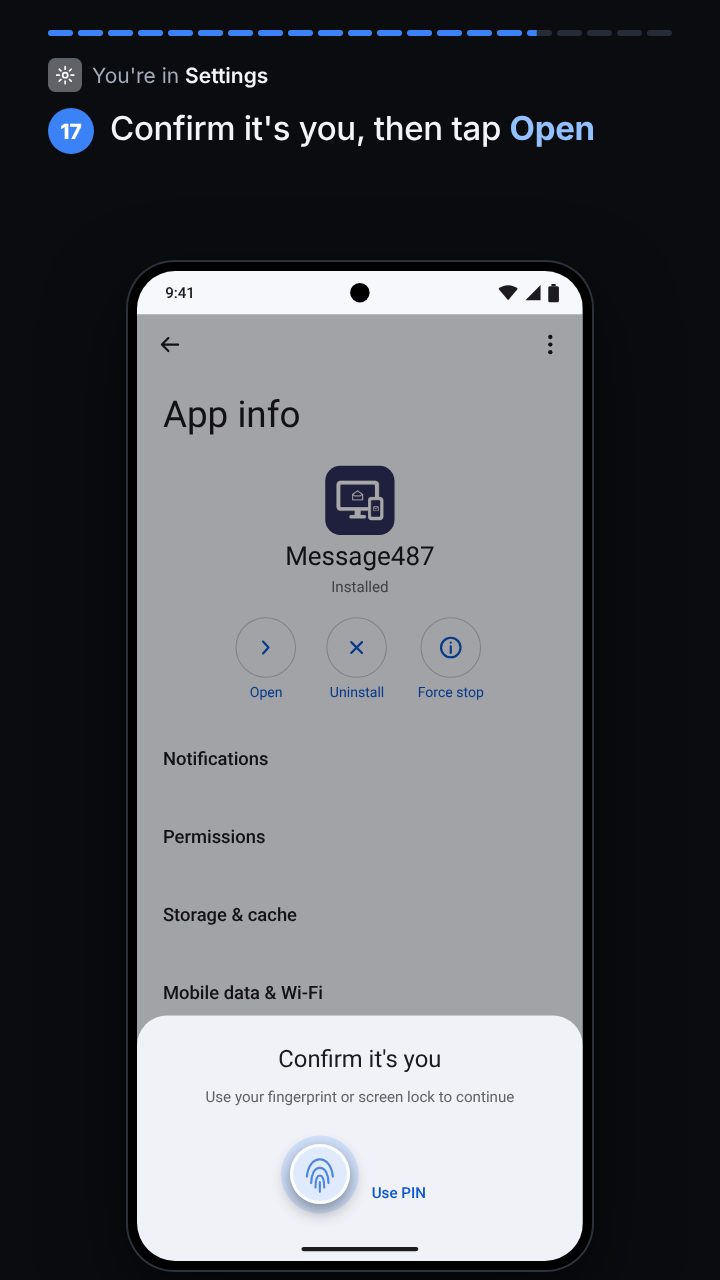 You're in Settings
17 Confirm it's you, then tap Open
9:41
App info
Message487
Installed
Open Uninstall Force stop
Notifications
Permissions
Storage & cache
Mobile data & Wi-Fi
Confirm it's you
Use your fingerprint or screen lock to continue
Use PIN